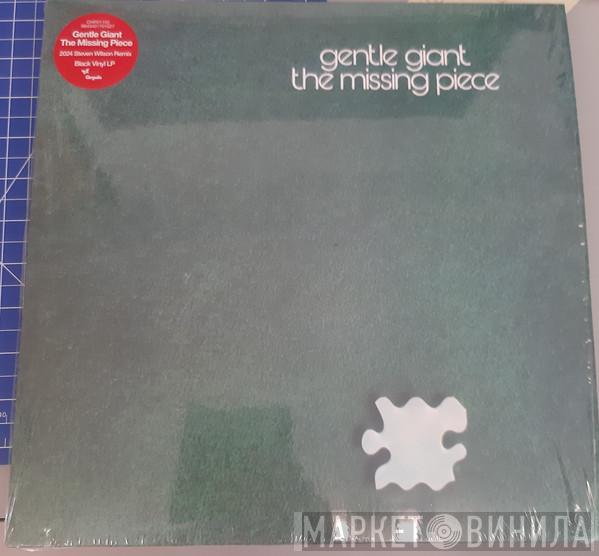 Gentle Giant
The Missing Piece
2024 Steven Wilson Remix
Black Vinyl LP
gentle giant
the missing piece
МАРКЕТ ВИНИЛА